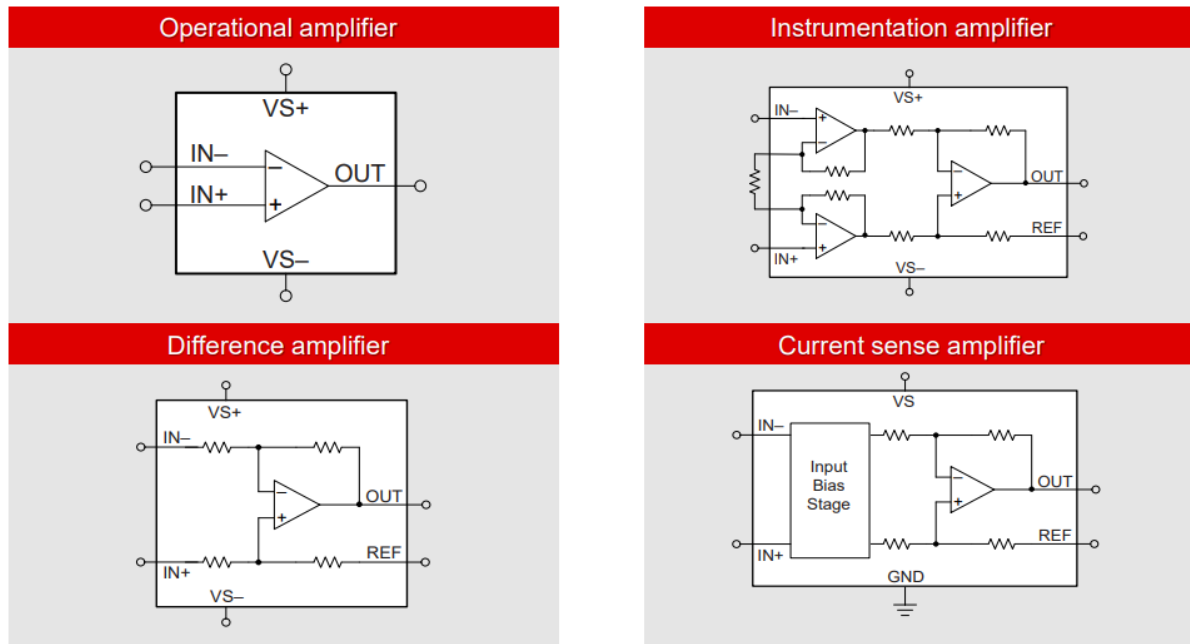 Operational amplifier
VS+
IN–
IN+
–
+
OUT
VS–
Instrumentation amplifier
VS+
IN–
+
–
–
+
OUT
–
+
REF
IN+
VS–
Difference amplifier
VS+
IN–
–
+
OUT
REF
IN+
VS–
Current sense amplifier
VS
IN–
Input
Bias
Stage
–
+
OUT
REF
IN+
GND